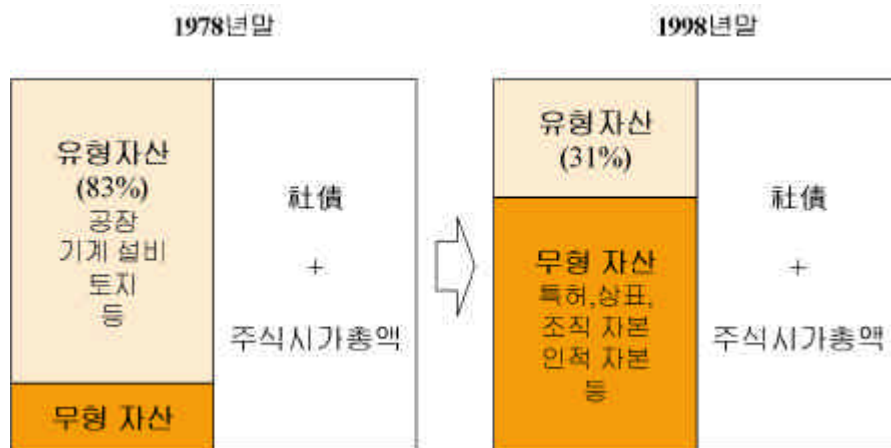 1978년말
유형자산
(83%)
공장
기계 설비
토지
등
무형 자산
社債
+
주식시가총액
1998년말
유형자산
(31%)
무형 자산
특허,상표,
조직 자본
인적 자본
등
社債
+
주식시가총액